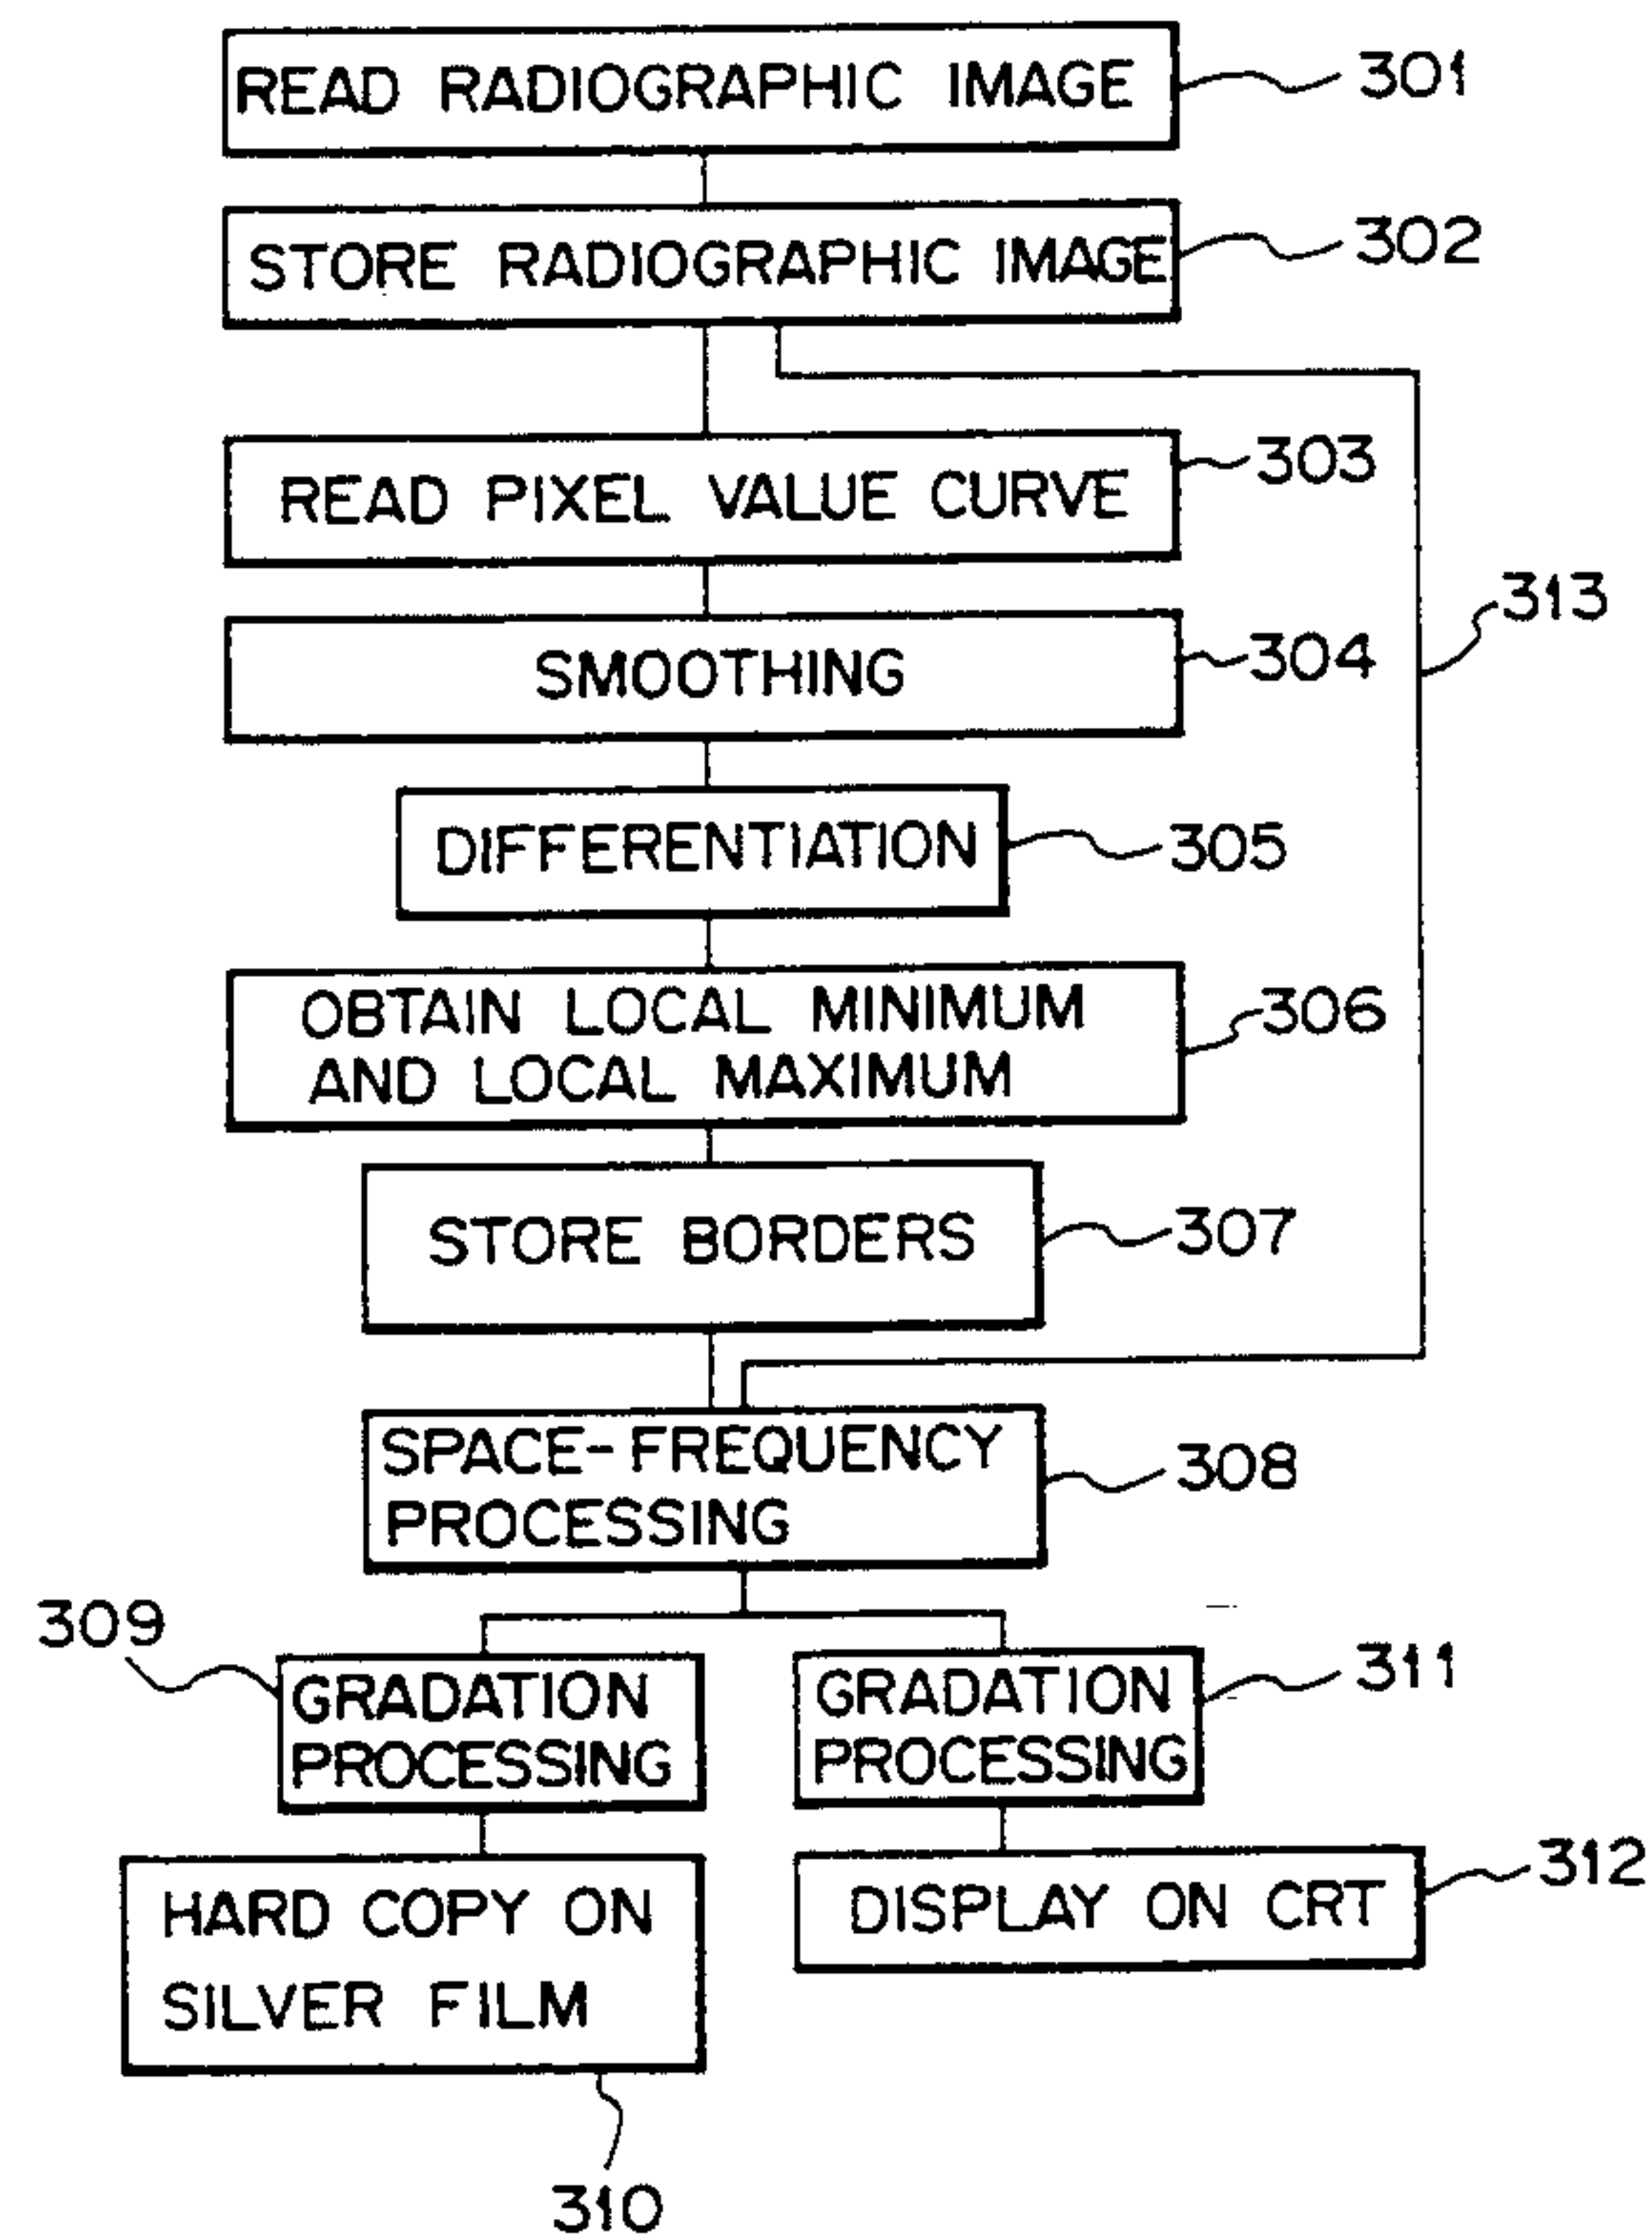 READ RADIOGRAPHIC IMAGE
301
STORE RADIOGRAPHIC IMAGE
302
READ PIXEL VALUE CURVE
303
SMOOTHING
304
313
DIFFERENTIATION
305
OBTAIN LOCAL MINIMUM
AND LOCAL MAXIMUM
306
STORE BORDERS
307
SPACE-FREQUENCY
PROCESSING
308
309
GRADATION
PROCESSING
GRADATION
PROCESSING
311
HARD COPY ON
SILVER FILM
310
DISPLAY ON CRT
312